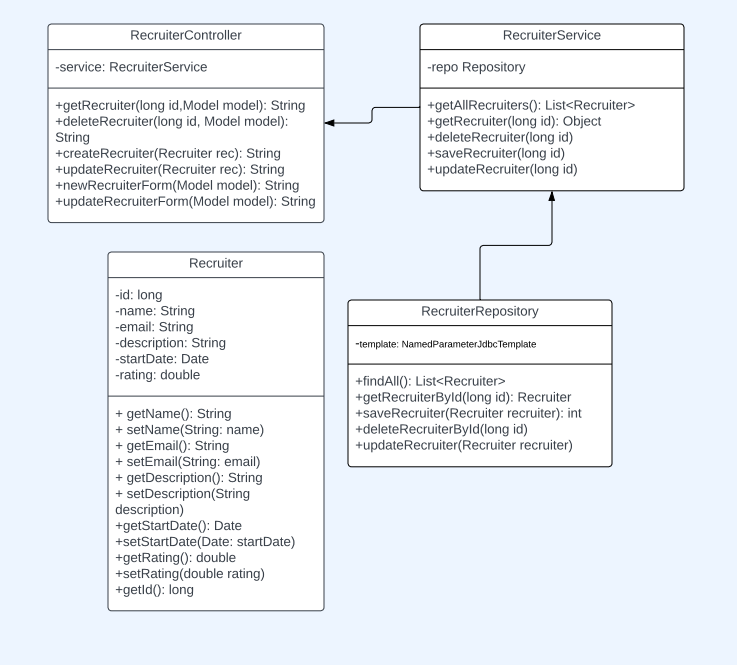 RecruiterController
-service: RecruiterService
+getRecruiter(long id,Model model): String
+deleteRecruiter(long id, Model model):
String
+createRecruiter(Recruiter rec): String
+updateRecruiter(Recruiter rec): String
+newRecruiterForm(Model model): String
+updateRecruiterForm(Model model): String
RecruiterService
-repo Repository
+getAllRecruiters(): List<Recruiter>
+getRecruiter(long id): Object
+deleteRecruiter(long id)
+saveRecruiter(long id)
+updateRecruiter(long id)
Recruiter
-id: long
-name: String
-email: String
-description: String
-startDate: Date
-rating: double
+ getName(): String
+ setName(String: name)
+ getEmail(): String
+ setEmail(String: email)
+ getDescription(): String
+ setDescription(String
description)
+getStartDate(): Date
+setStartDate(Date: startDate)
+getRating(): double
+setRating(double rating)
+getId(): long
RecruiterRepository
-template: NamedParameterJdbcTemplate
+findAll(): List<Recruiter>
+getRecruiterById(long id): Recruiter
+saveRecruiter(Recruiter recruiter): int
+deleteRecruiterById(long id)
+updateRecruiter(Recruiter recruiter)